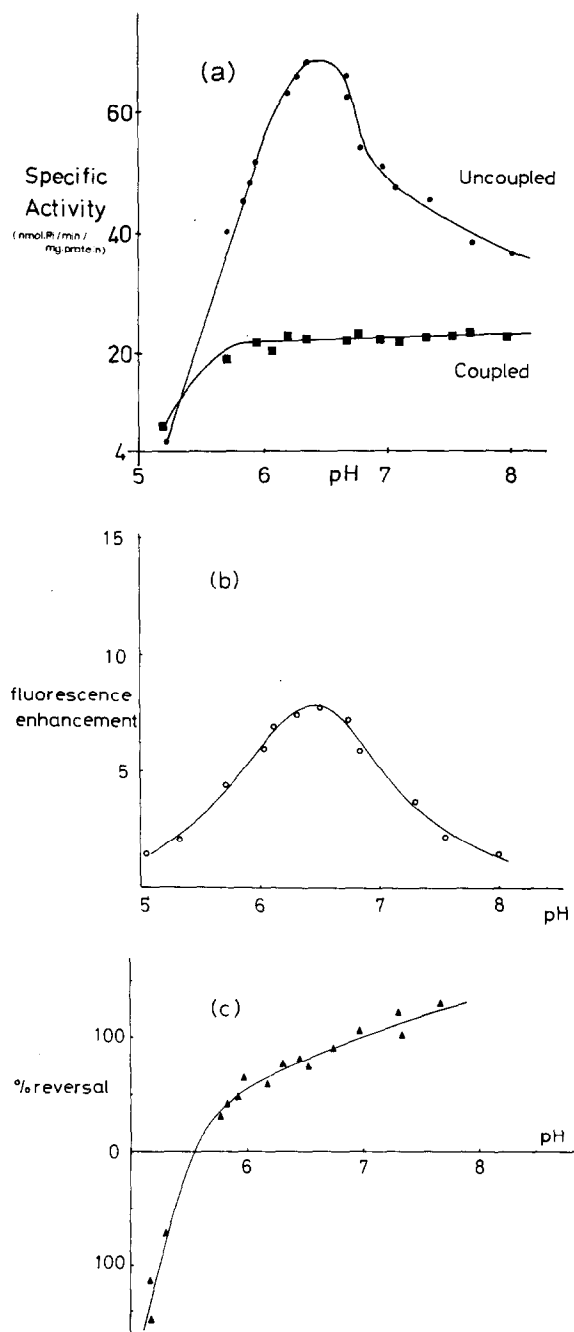 (a)
60
Specific
Activity
(nmol.Pi/min/
mg.protein)
40
20
4
Uncoupled
Coupled
5 6 pH 7 8
15
(b)
10
fluorescence
enhancement
5
5 6 7 8
pH
(c)
100
% reversal
pH
0
6 7 8
100